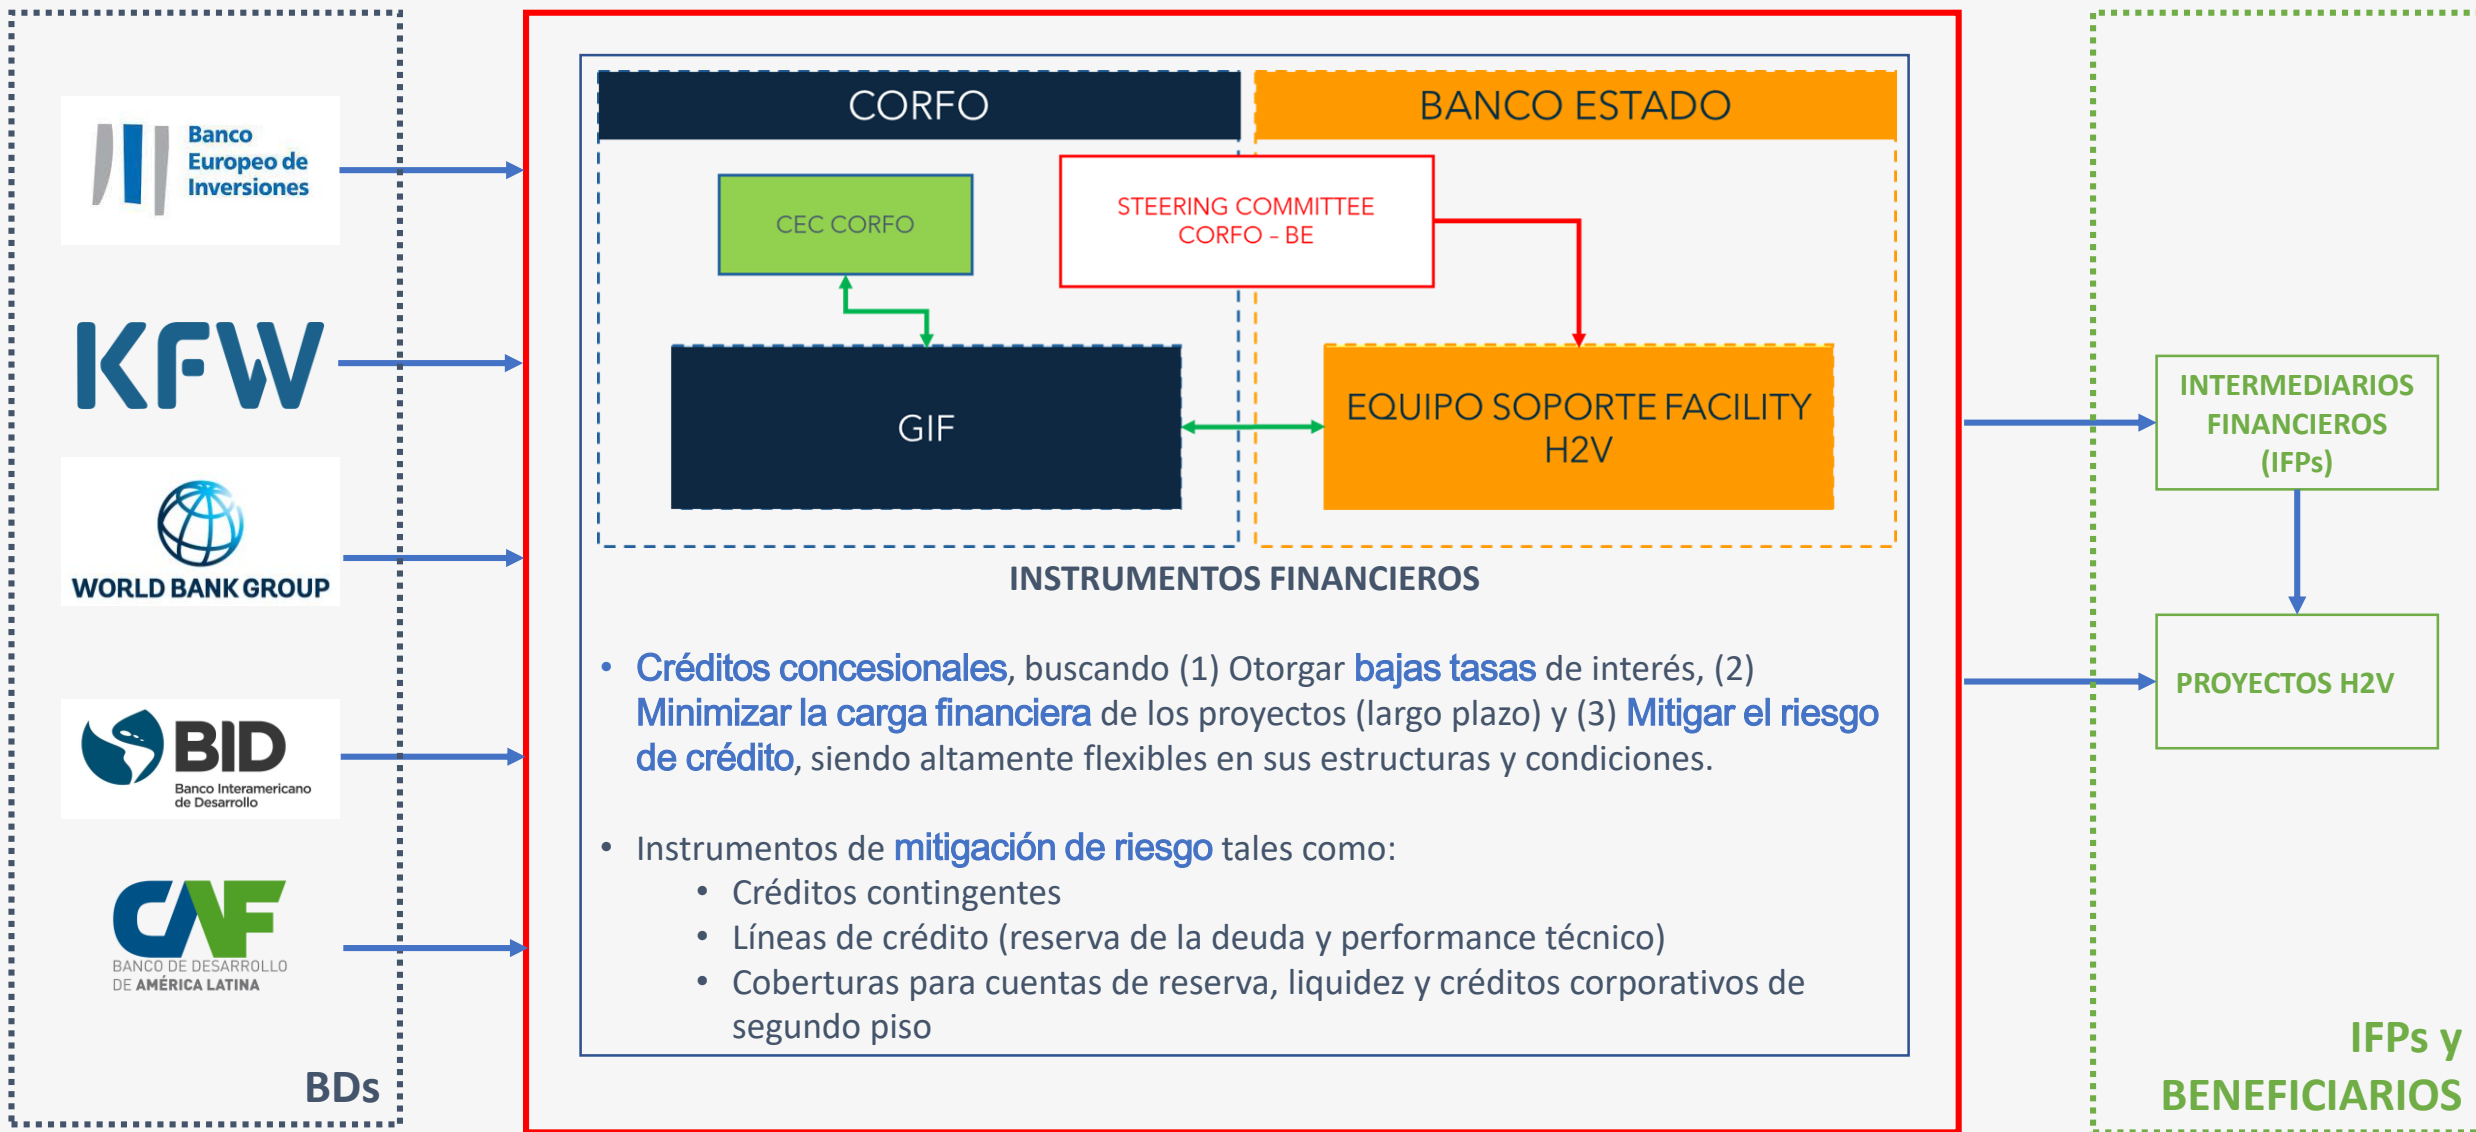 Banco
Europeo de
Inversiones
KFW
WORLD BANK GROUP
BID
Banco Interamericano
de Desarrollo
CAF
BANCO DE DESARROLLO
DE AMÉRICA LATINA
BDs
CORFO
BANCO ESTADO
CEC CORFO
STEERING COMMITTEE
CORFO – BE
GIF
EQUIPO SOPORTE FACILITY
H2V
INSTRUMENTOS FINANCIEROS
• Créditos concesionales, buscando (1) Otorgar bajas tasas de interés, (2)
Minimizar la carga financiera de los proyectos (largo plazo) y (3) Mitigar el riesgo
de crédito, siendo altamente flexibles en sus estructuras y condiciones.
• Instrumentos de mitigación de riesgo tales como:
• Créditos contingentes
• Líneas de crédito (reserva de la deuda y performance técnico)
• Coberturas para cuentas de reserva, liquidez y créditos corporativos de
segundo piso
INTERMEDIARIOS
FINANCIEROS
(IFPs)
PROYECTOS H2V
IFPs y
BENEFICIARIOS